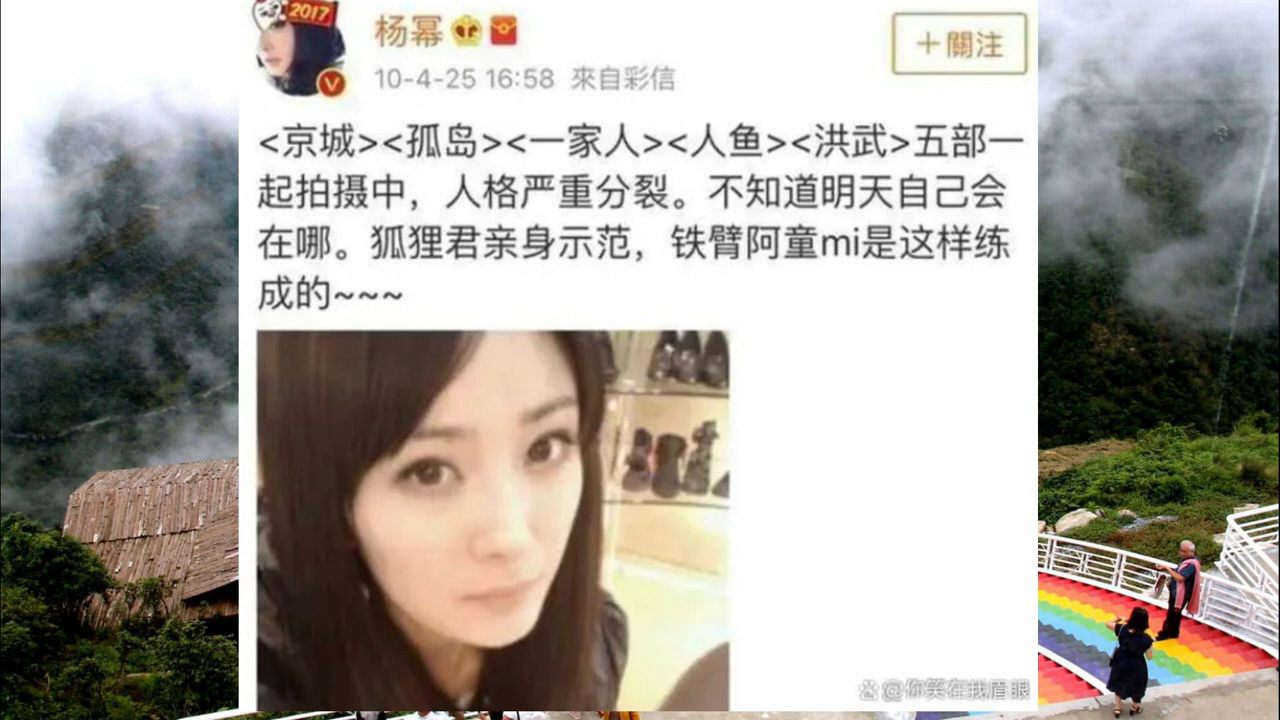 2017
杨幂
+關注
10-4-25 16:58 來自彩信
<京城><孤岛><一家人><人鱼><洪武>五部一
起拍摄中，人格严重分裂。不知道明天自己会
在哪。狐狸君亲身示范，铁臂阿童mi是这样练
成的~~~
@你笑在我眉眼